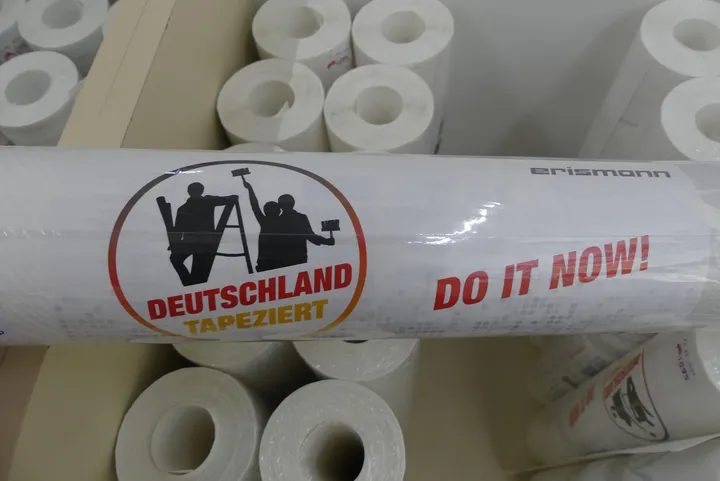 erismann
DEUTSCHLAND
TAPEZIERT
DO IT NOW!